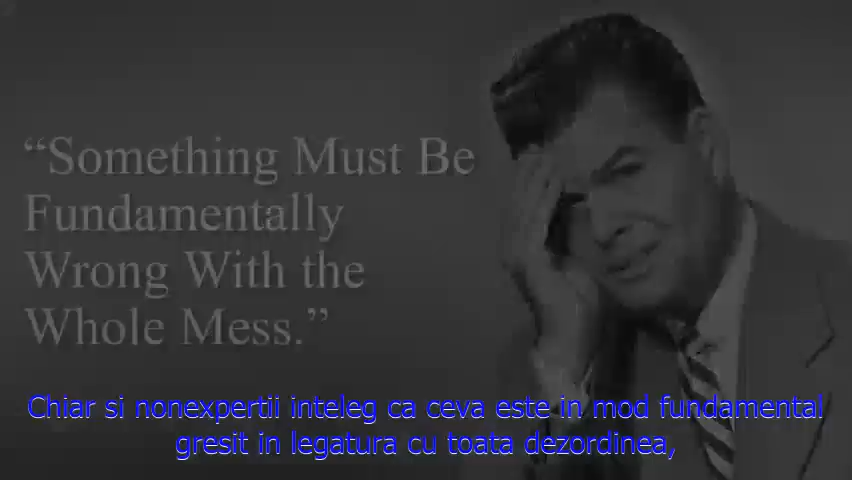 “Something Must Be
Fundamentally
Wrong With the
Whole Mess.”
Chiar si nonexpertii inteleg ca ceva este in mod fundamental
gresit in legatura cu toata dezordinea,